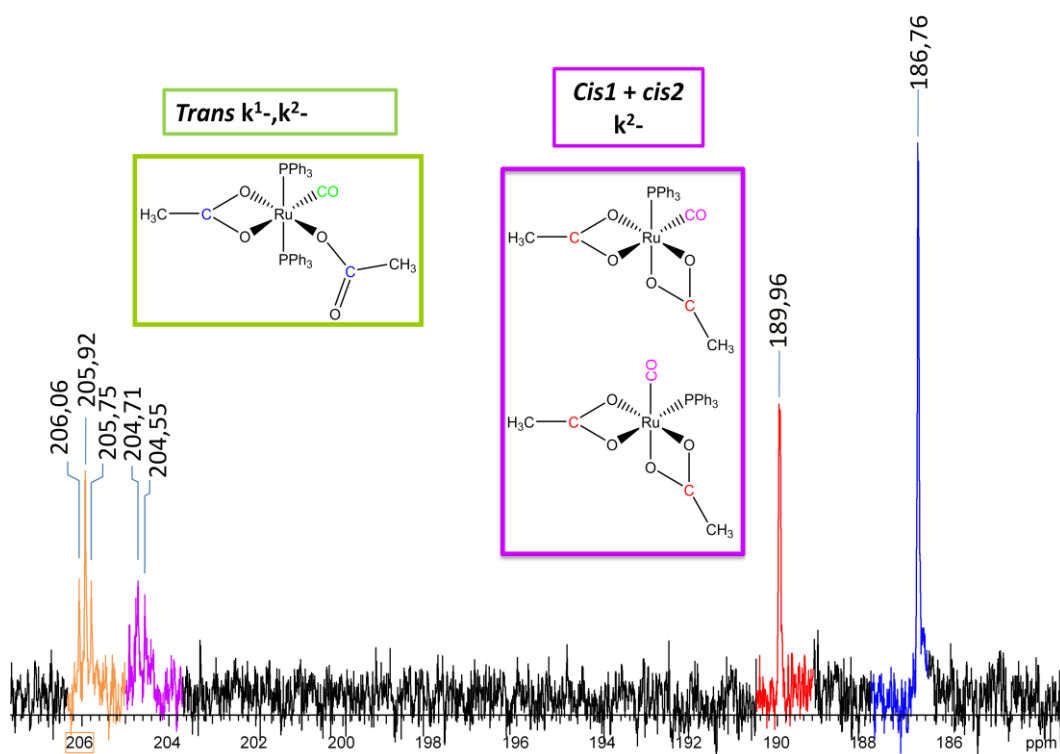 186,76
Trans k¹-,k²-
Cis1 + cis2
k²-
PPh₃
CO
O
H₃C
C
Ru
O
O
PPh₃
C
CH₃
O
PPh₃
CO
O
H₃C
C
Ru
O
O
O
C
CH₃
CO
O
PPh₃
H₃C
C
Ru
O
O
O
C
CH₃
189,96
206,06
205,92
205,75
204,71
204,55
206
204
202
200
198
196
194
192
190
188
186
ppm